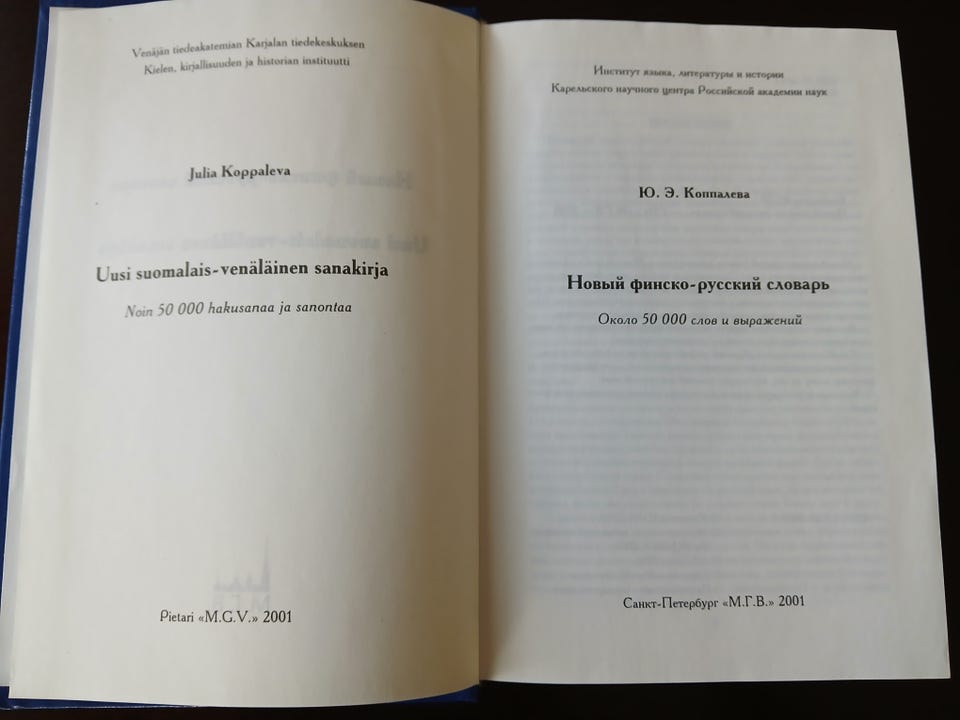 Venäjän tiedeakatemian Karjalan tiedekeskuksen
Kielen, kirjallisuuden ja historian instituutti
Julia Koppaleva
Uusi suomalais-venäläinen sanakirja
Noin 50 000 hakusanaa ja sanontaa
Pietari «M.G.V.» 2001
Институт языка, литературы и истории
Карельского научного центра Российской академии наук
Ю. Э. Коппалева
Новый финско-русский словарь
Около 50 000 слов и выражений
Санкт-Петербург «М.Г.В.» 2001